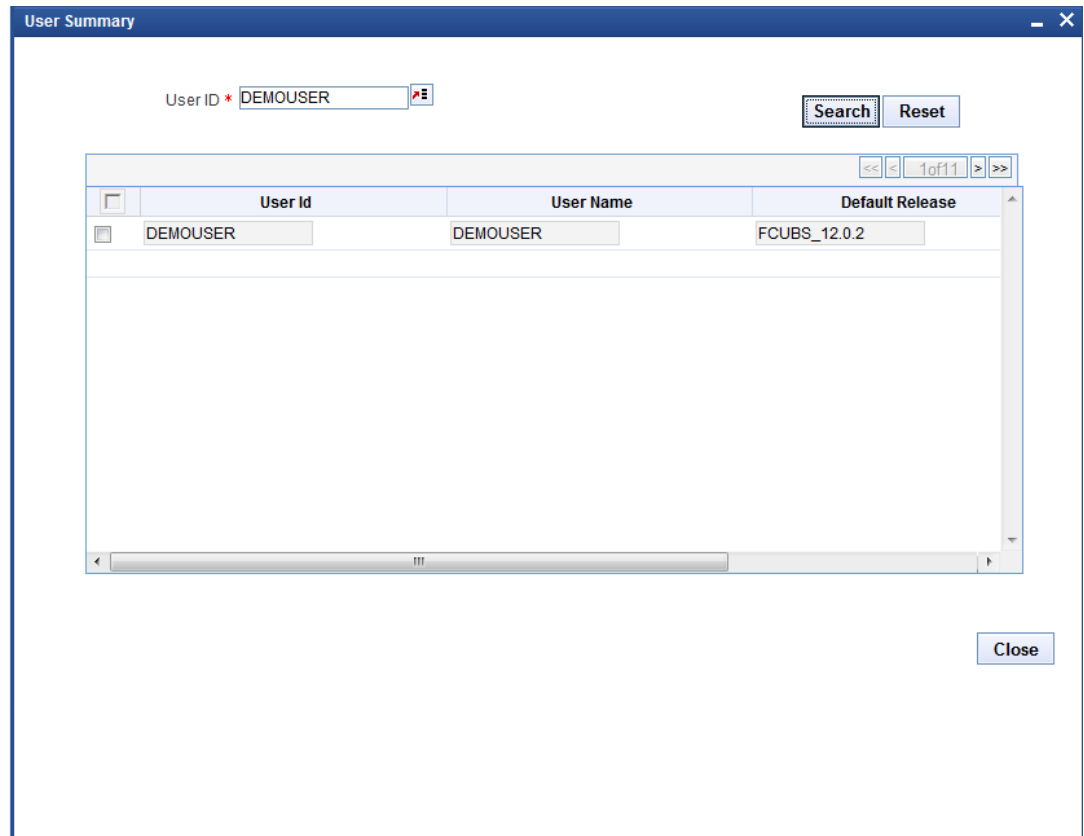 User Summary
User ID * DEMOUSER
Search Reset
<< < 1of11 > >>
User Id User Name Default Release
DEMOUSER DEMOUSER FCUBS_12.0.2
Close